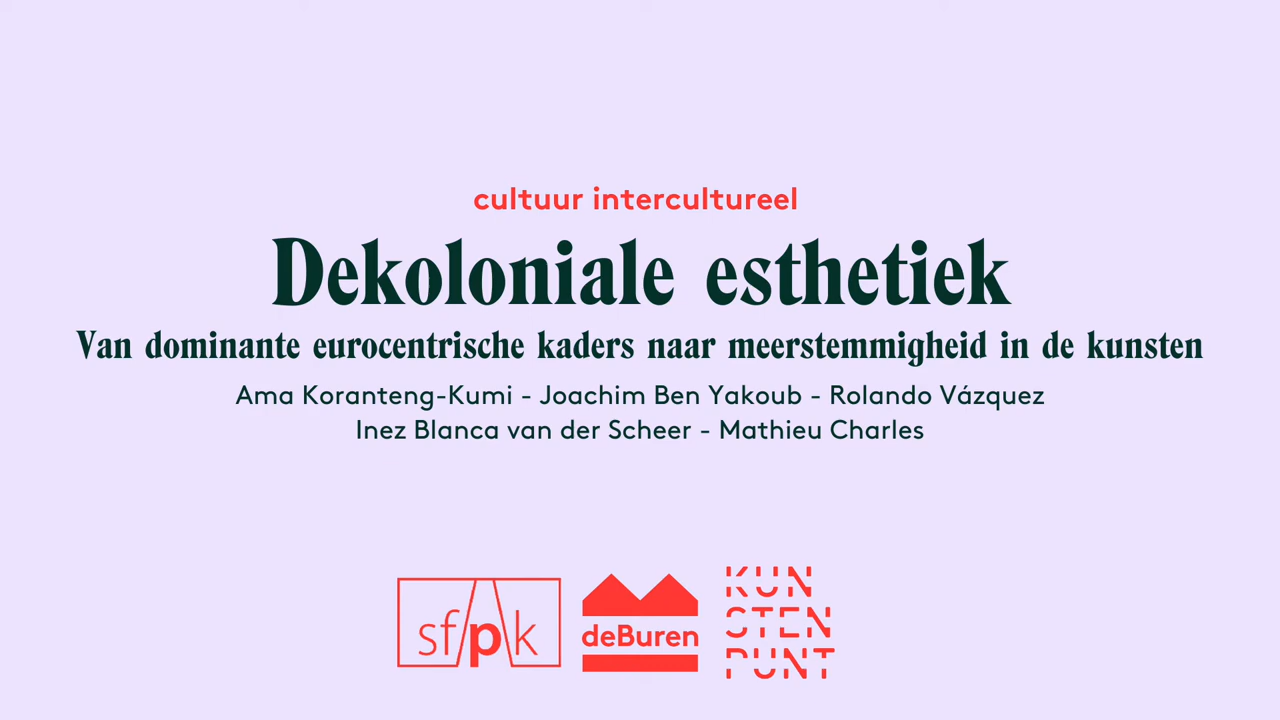 cultuur intercultureel
Dekoloniale esthetiek
Van dominante eurocentrische kaders naar meerstemmigheid in de kunsten
Ama Koranteng-Kumi - Joachim Ben Yakoub - Rolando Vázquez
Inez Blanca van der Scheer - Mathieu Charles
sfpk
deBuren
KUN
STEN
PUNT